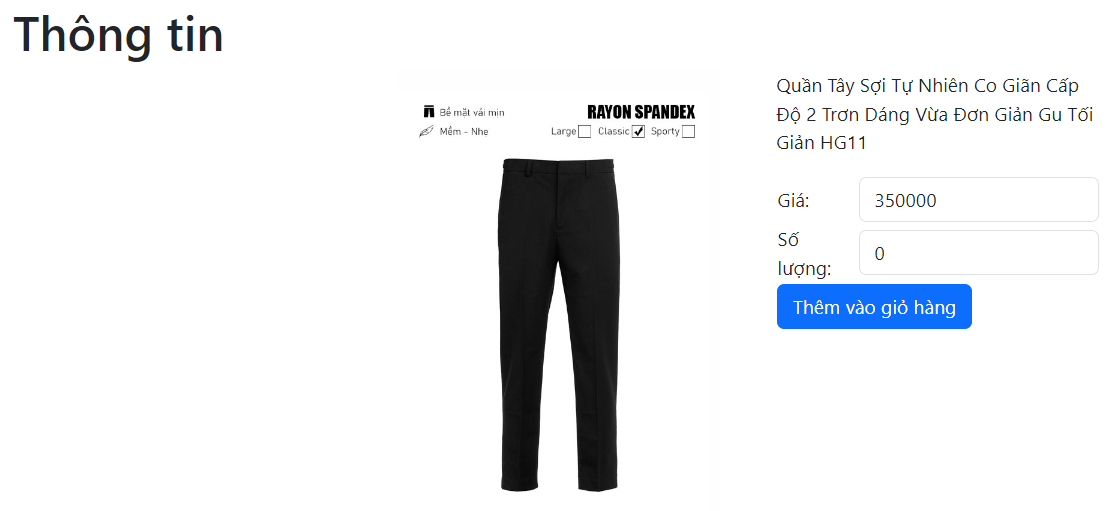 Thông tin
Bề mặt vải mịn
Mềm - Nhẹ
RAYON SPANDEX
Large Classic Sporty
Quần Tây Sợi Tự Nhiên Co Giãn Cấp
Độ 2 Trơn Dáng Vừa Đơn Giản Gu Tối
Giản HG11
Giá: 350000
Số
lượng: 0
Thêm vào giỏ hàng